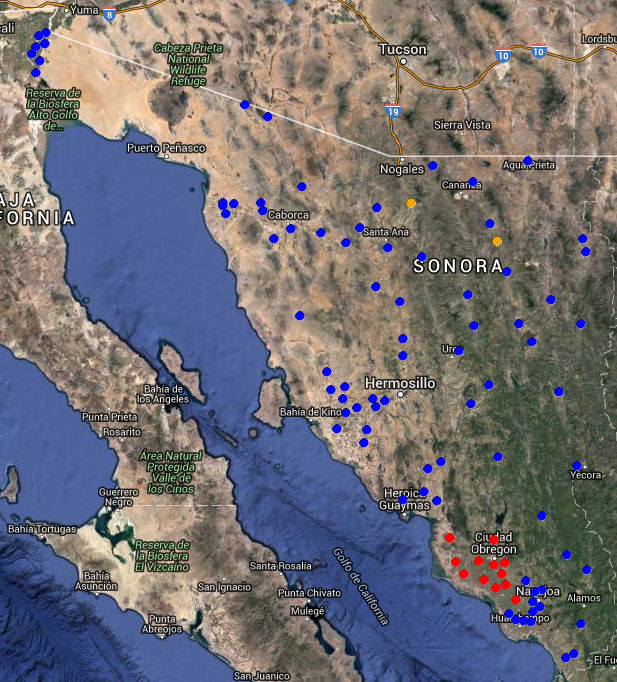 Yuma
8
cali
Cabeza Prieta
National
Wildlife
Refuge
Tucson
10
10
Lordsbu
Reserva de
la Biosfera
Alto Golfo
de...
19
Sierra Vista
Puerto Peñasco
Nogales
Agua Prieta
Cananea
AJA
FORNIA
Caborca
Santa Ana
SONORA
Ures
Hermosillo
Bahía de
los Angeles
Bahía de Kino
Punta Prieta
Rosarito
Área Natural
Protegida
Valle de
los Cirios
Yécora
Guerrero
Negro
Heroica
Guaymas
Bahía Tortugas
Ciudad
Obregón
Reserva de
la Biosfera
El Vizcaíno
Golfo de California
Santa Rosalía
Bahía
Asunción
San Ignacio
Punta Chivato
Navojoa
Alamos
Mulegé
Punta
Abreojos
Huatabampo
El Fue
San Juanico